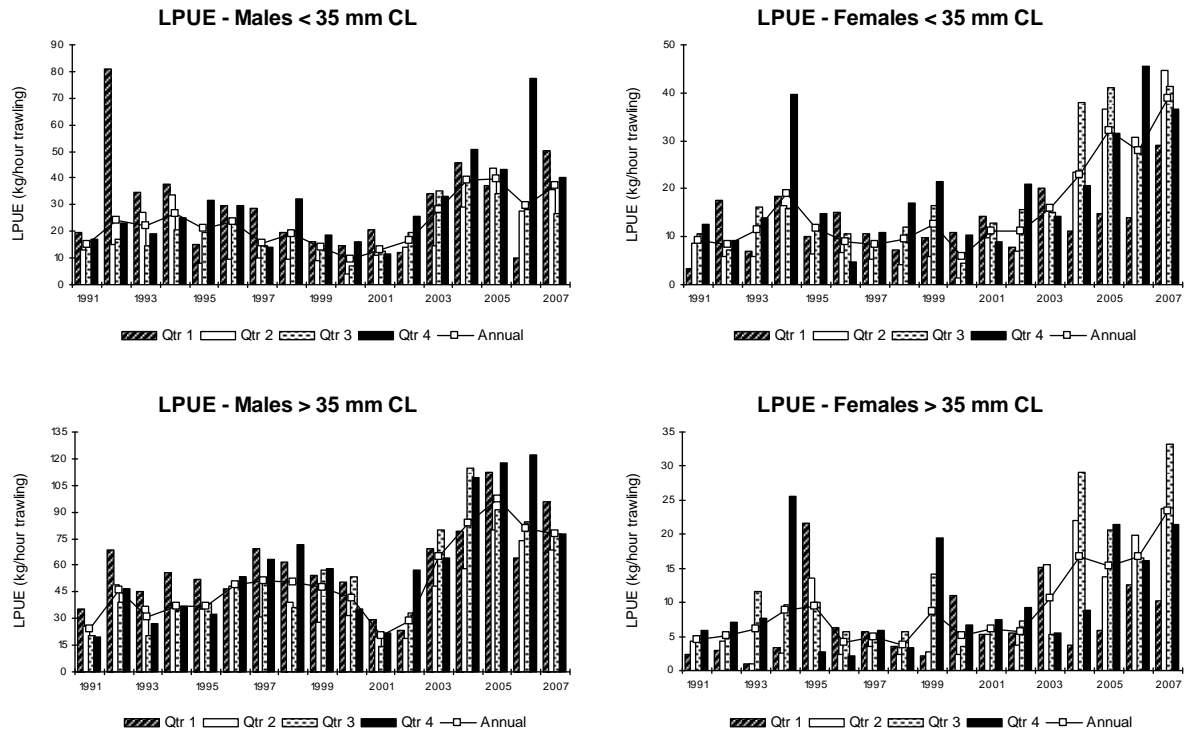 LPUE - Males < 35 mm CL
LPUE (kg/hour trawling)
90
80
70
60
50
40
30
20
10
0
1991 1993 1995 1997 1999 2001 2003 2005 2007
Qtr 1 Qtr 2 Qtr 3 Qtr 4 Annual
LPUE - Females < 35 mm CL
LPUE (kg/hour trawling)
50
40
30
20
10
0
1991 1993 1995 1997 1999 2001 2003 2005 2007
Qtr 1 Qtr 2 Qtr 3 Qtr 4 Annual
LPUE - Males > 35 mm CL
LPUE (kg/hour trawling)
135
120
105
90
75
60
45
30
15
0
1991 1993 1995 1997 1999 2001 2003 2005 2007
Qtr 1 Qtr 2 Qtr 3 Qtr 4 Annual
LPUE - Females > 35 mm CL
LPUE (kg/hour trawling)
35
30
25
20
15
10
5
0
1991 1993 1995 1997 1999 2001 2003 2005 2007
Qtr 1 Qtr 2 Qtr 3 Qtr 4 Annual